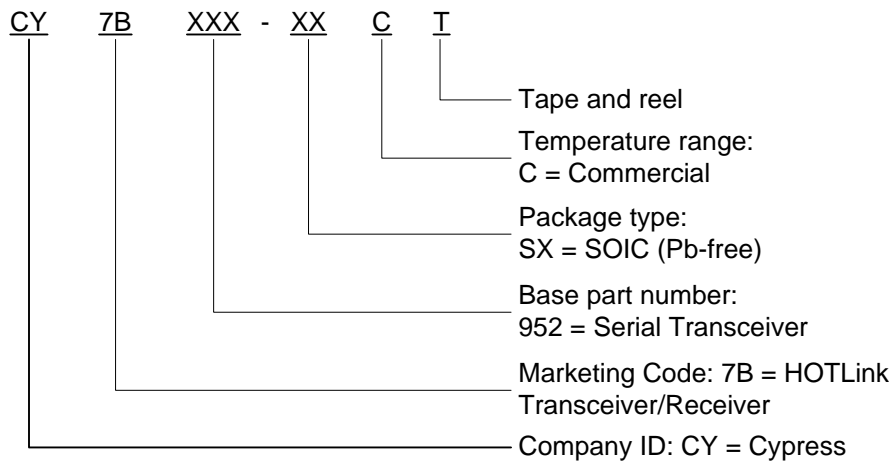 CY 7B XXX - XX C T
Tape and reel
Temperature range:
C = Commercial
Package type:
SX = SOIC (Pb-free)
Base part number:
952 = Serial Transceiver
Marketing Code: 7B = HOTLink
Transceiver/Receiver
Company ID: CY = Cypress